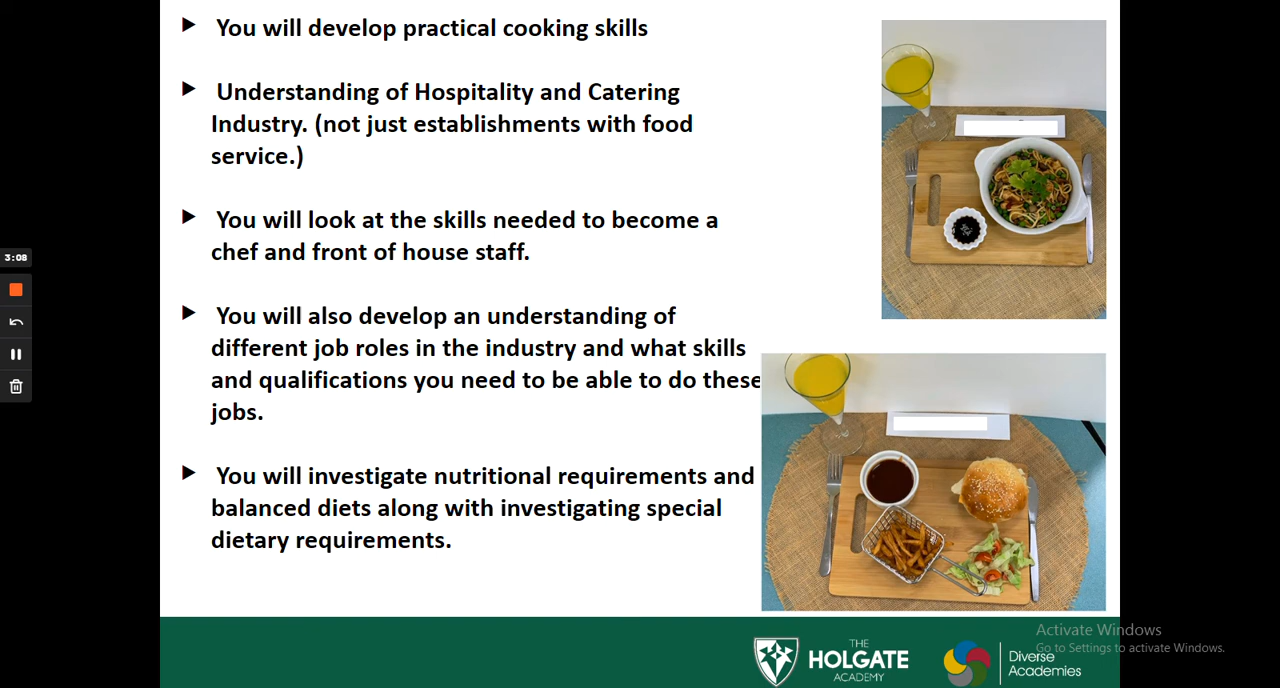 You will develop practical cooking skills
Understanding of Hospitality and Catering
Industry. (not just establishments with food
service.)
You will look at the skills needed to become a
chef and front of house staff.
You will also develop an understanding of
different job roles in the industry and what skills
and qualifications you need to be able to do these
jobs.
You will investigate nutritional requirements and
balanced diets along with investigating special
dietary requirements.
3:08
THE
HOLGATE
ACADEMY
Diverse
Academies
Activate Windows
Go to Settings to activate Windows.